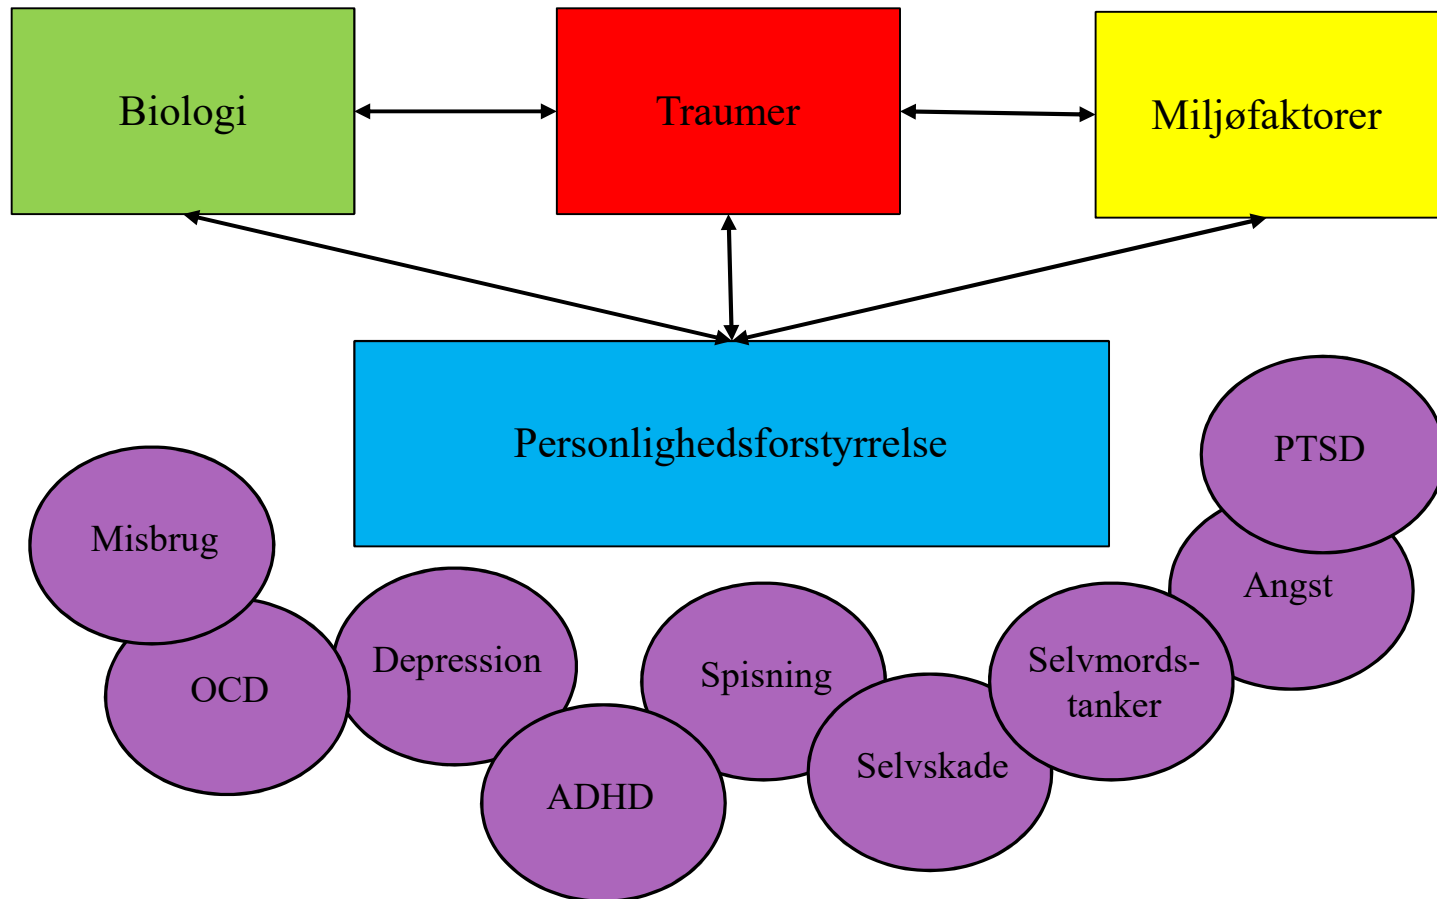 Biologi
Traumer
Miljøfaktorer
Personlighedsforstyrrelse
PTSD
Misbrug
Angst
OCD
Depression
Spisning
Selvmords-
tanker
ADHD
Selvskade